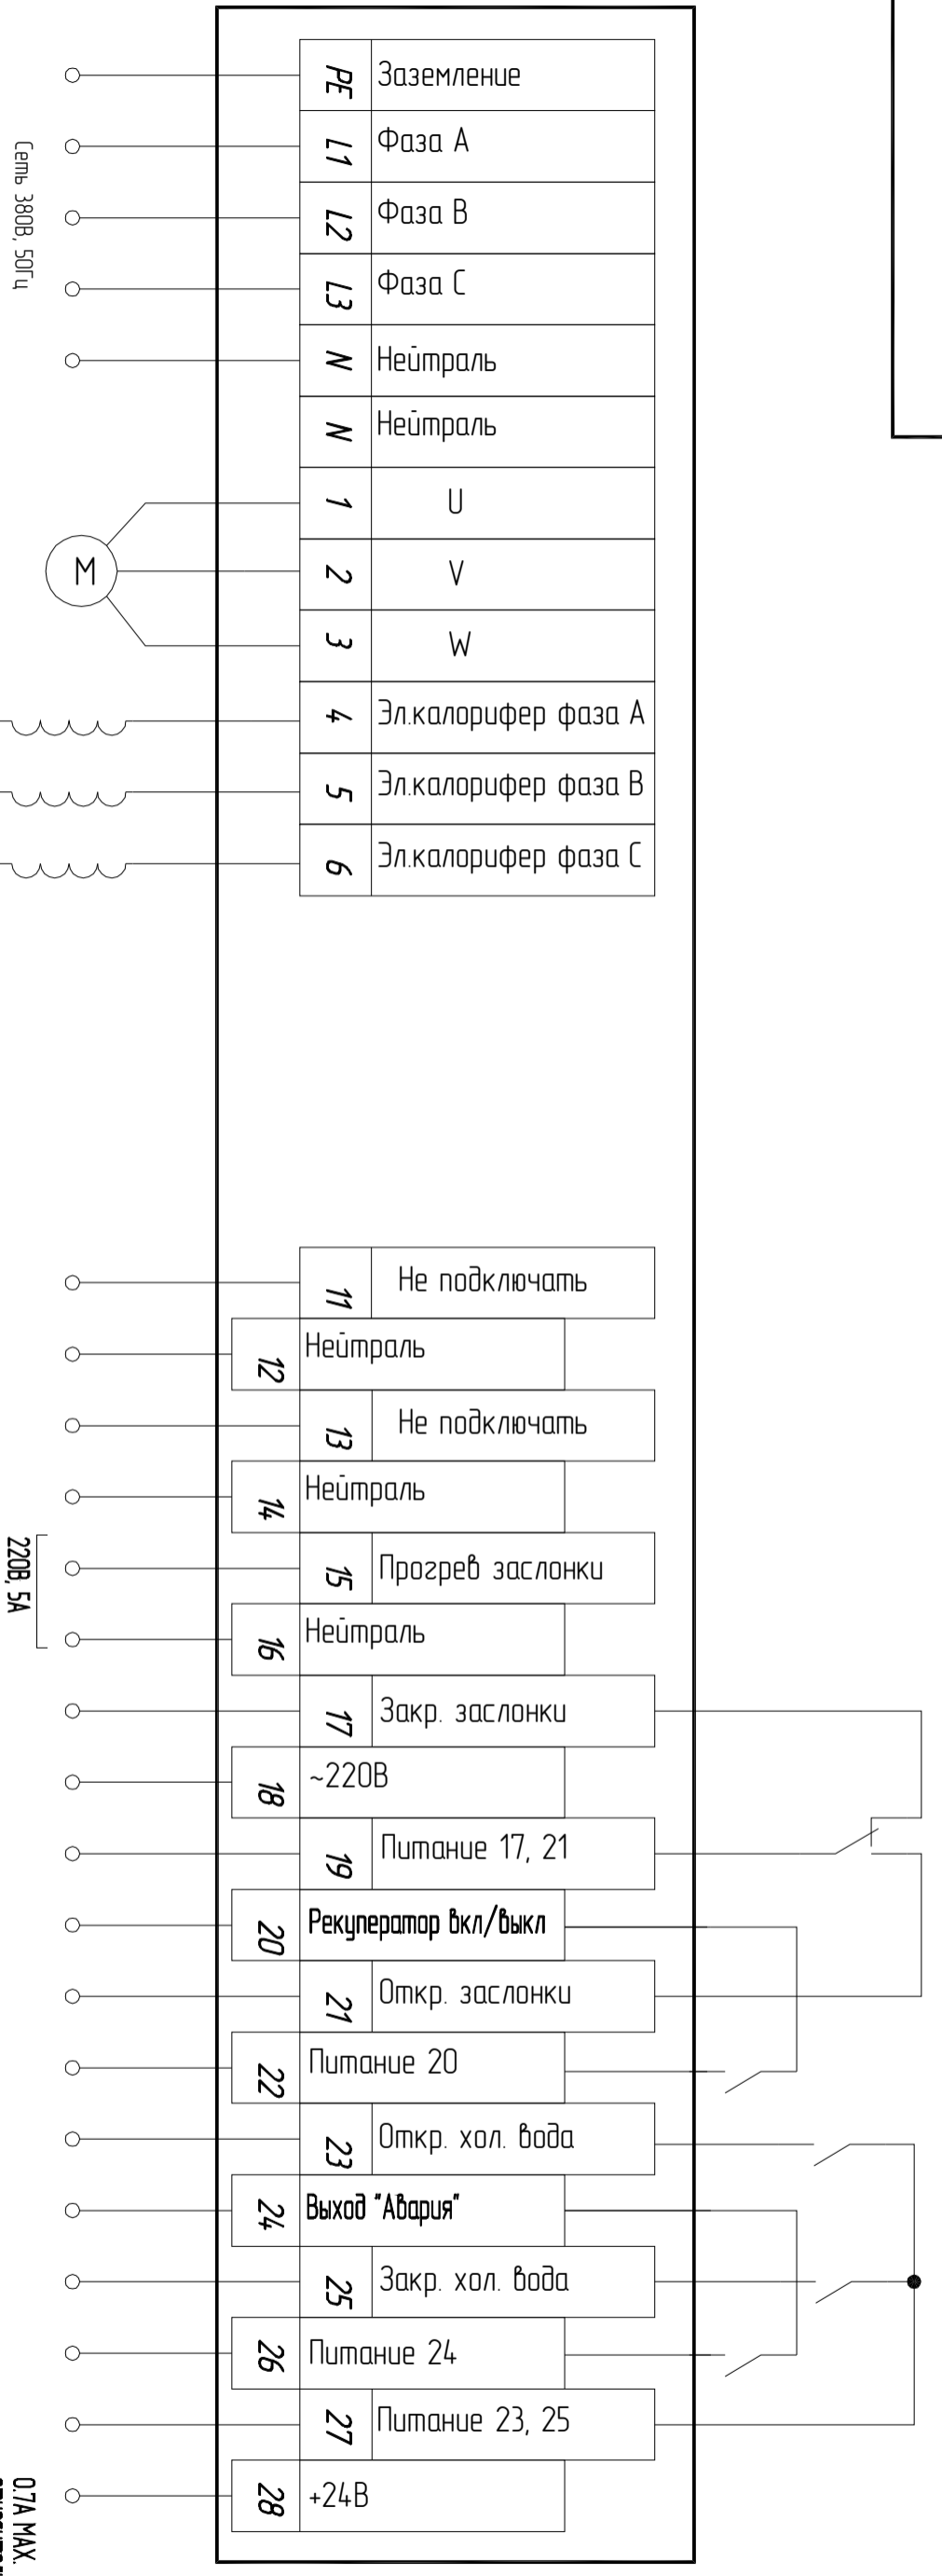 PE Заземление
L1 Фаза А
L2 Фаза В
L3 Фаза С
N Нейтраль
N Нейтраль
Сеть 380В, 50Гц
1 U
2 V
3 W
M
4 Эл.калорифер фаза А
5 Эл.калорифер фаза В
6 Эл.калорифер фаза С
11 Не подключать
12 Нейтраль
13 Не подключать
14 Нейтраль
15 Прогрев заслонки
16 Нейтраль
220В, 5А
17 Закр. заслонки
18 ~220В
19 Питание 17, 21
20 Рекуператор вкл/выкл
21 Откр. заслонки
22 Питание 20
23 Откр. хол. вода
24 Выход "Авария"
25 Закр. хол. вода
26 Питание 24
27 Питание 23, 25
28 +24В
0.7А МАХ.